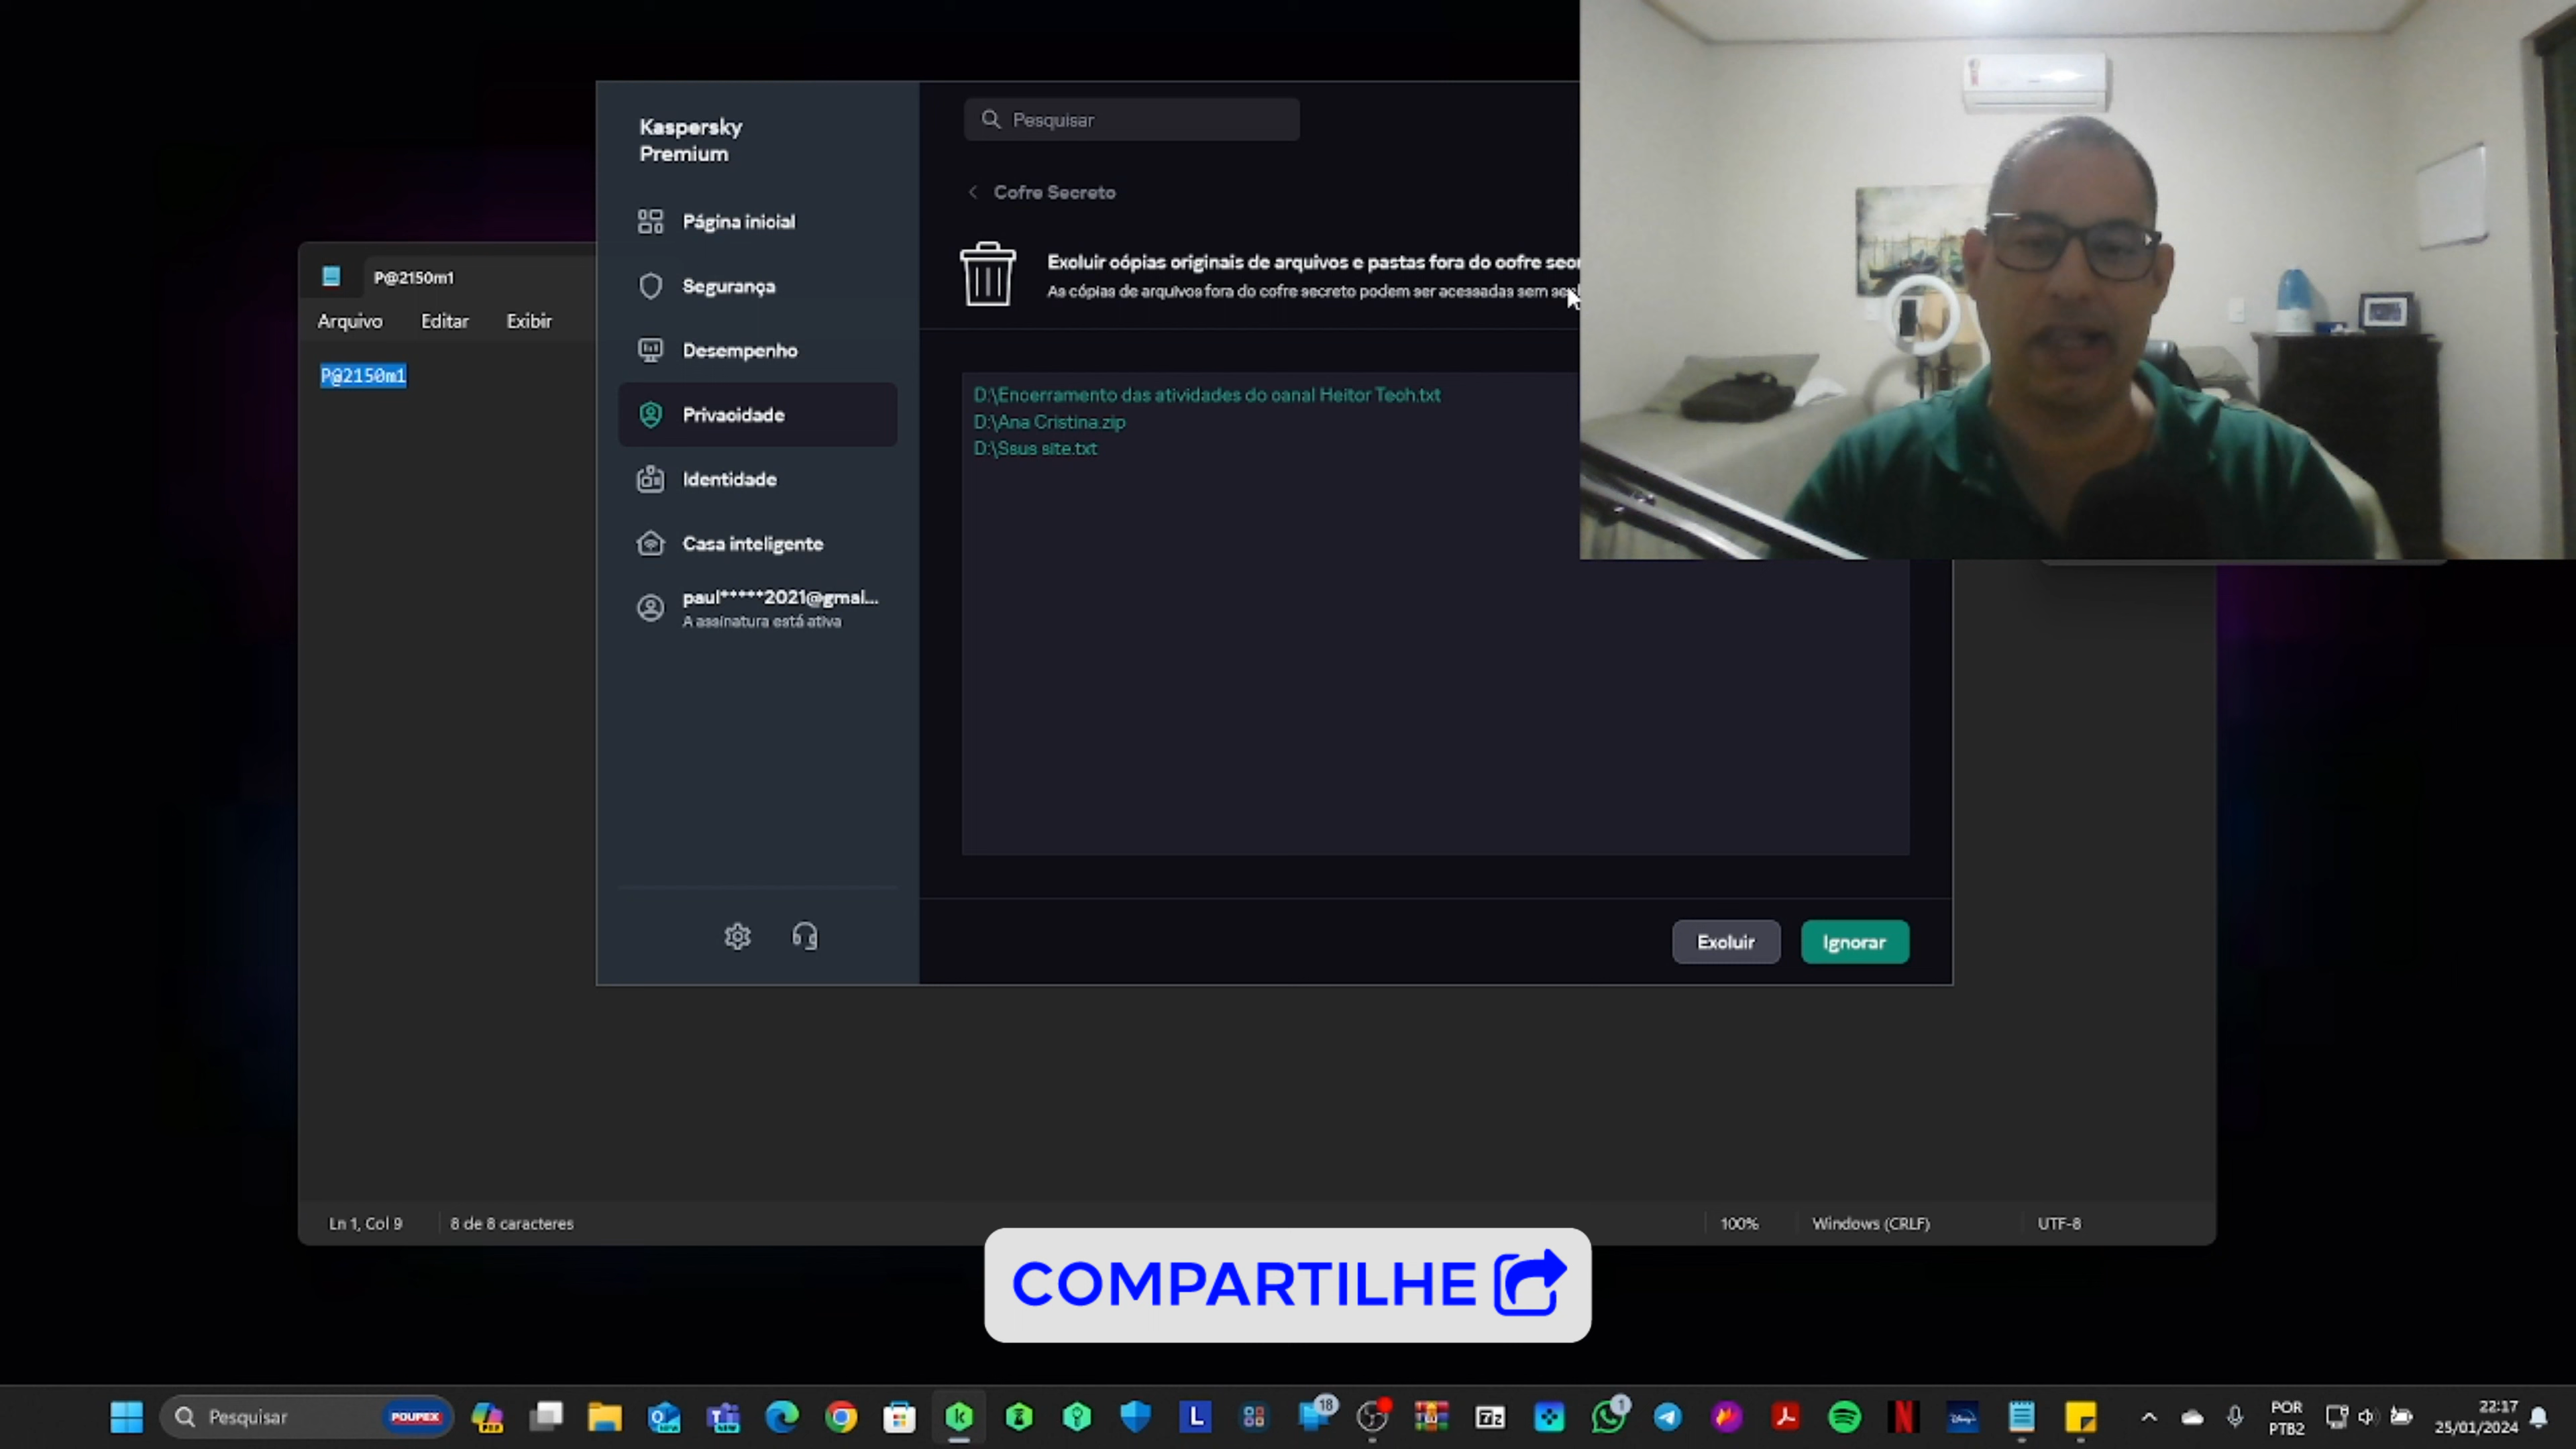 Kaspersky
Premium
Pesquisar
Cofre Secreto
Página inicial
Segurança
Desempenho
Privacidade
Identidade
Casa inteligente
paul*****2021@gmai...
A assinatura está ativa
Excluir cópias originais de arquivos e pastas fora do cofre
As cópias de arquivos fora do cofre secreto podem ser acessadas sem
D:\Encerramento das atividades do canal Heitor Tech.txt
D:\Ana Cristina.zip
D:\Ssus site.txt
Excluir
Ignorar
P@2150m1
Arquivo
Editar
Exibir
P@2150m1
Ln 1, Col 9
8 de 8 caracteres
100%
Windows (CRLF)
UTF-8
COMPARTILHE
Pesquisar
POUPEX
18
1
POR
PTB2
22:17
25/01/2024